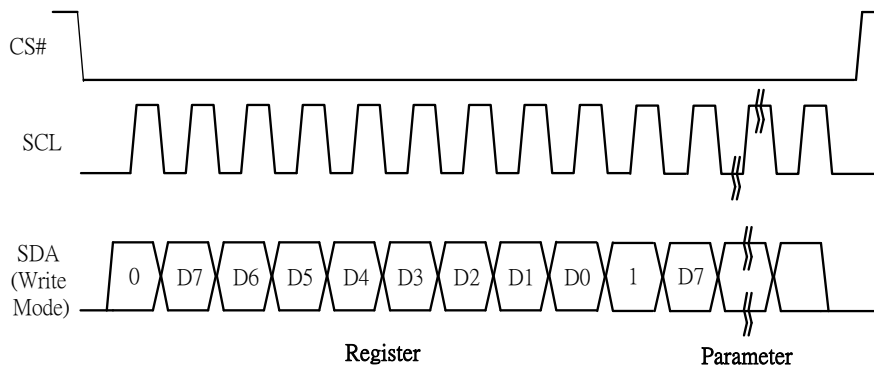 CS#
SCL
SDA
(Write
Mode)
0 D7 D6 D5 D4 D3 D2 D1 D0 1 D7
Register Parameter